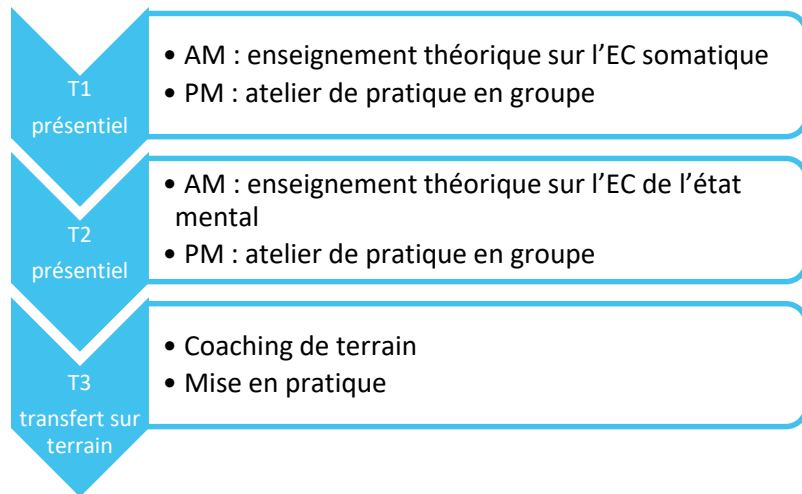 T1
présentiel
• AM : enseignement théorique sur l’EC somatique
• PM : atelier de pratique en groupe
T2
présentiel
• AM : enseignement théorique sur l’EC de l’état
mental
• PM : atelier de pratique en groupe
T3
transfert sur
terrain
• Coaching de terrain
• Mise en pratique